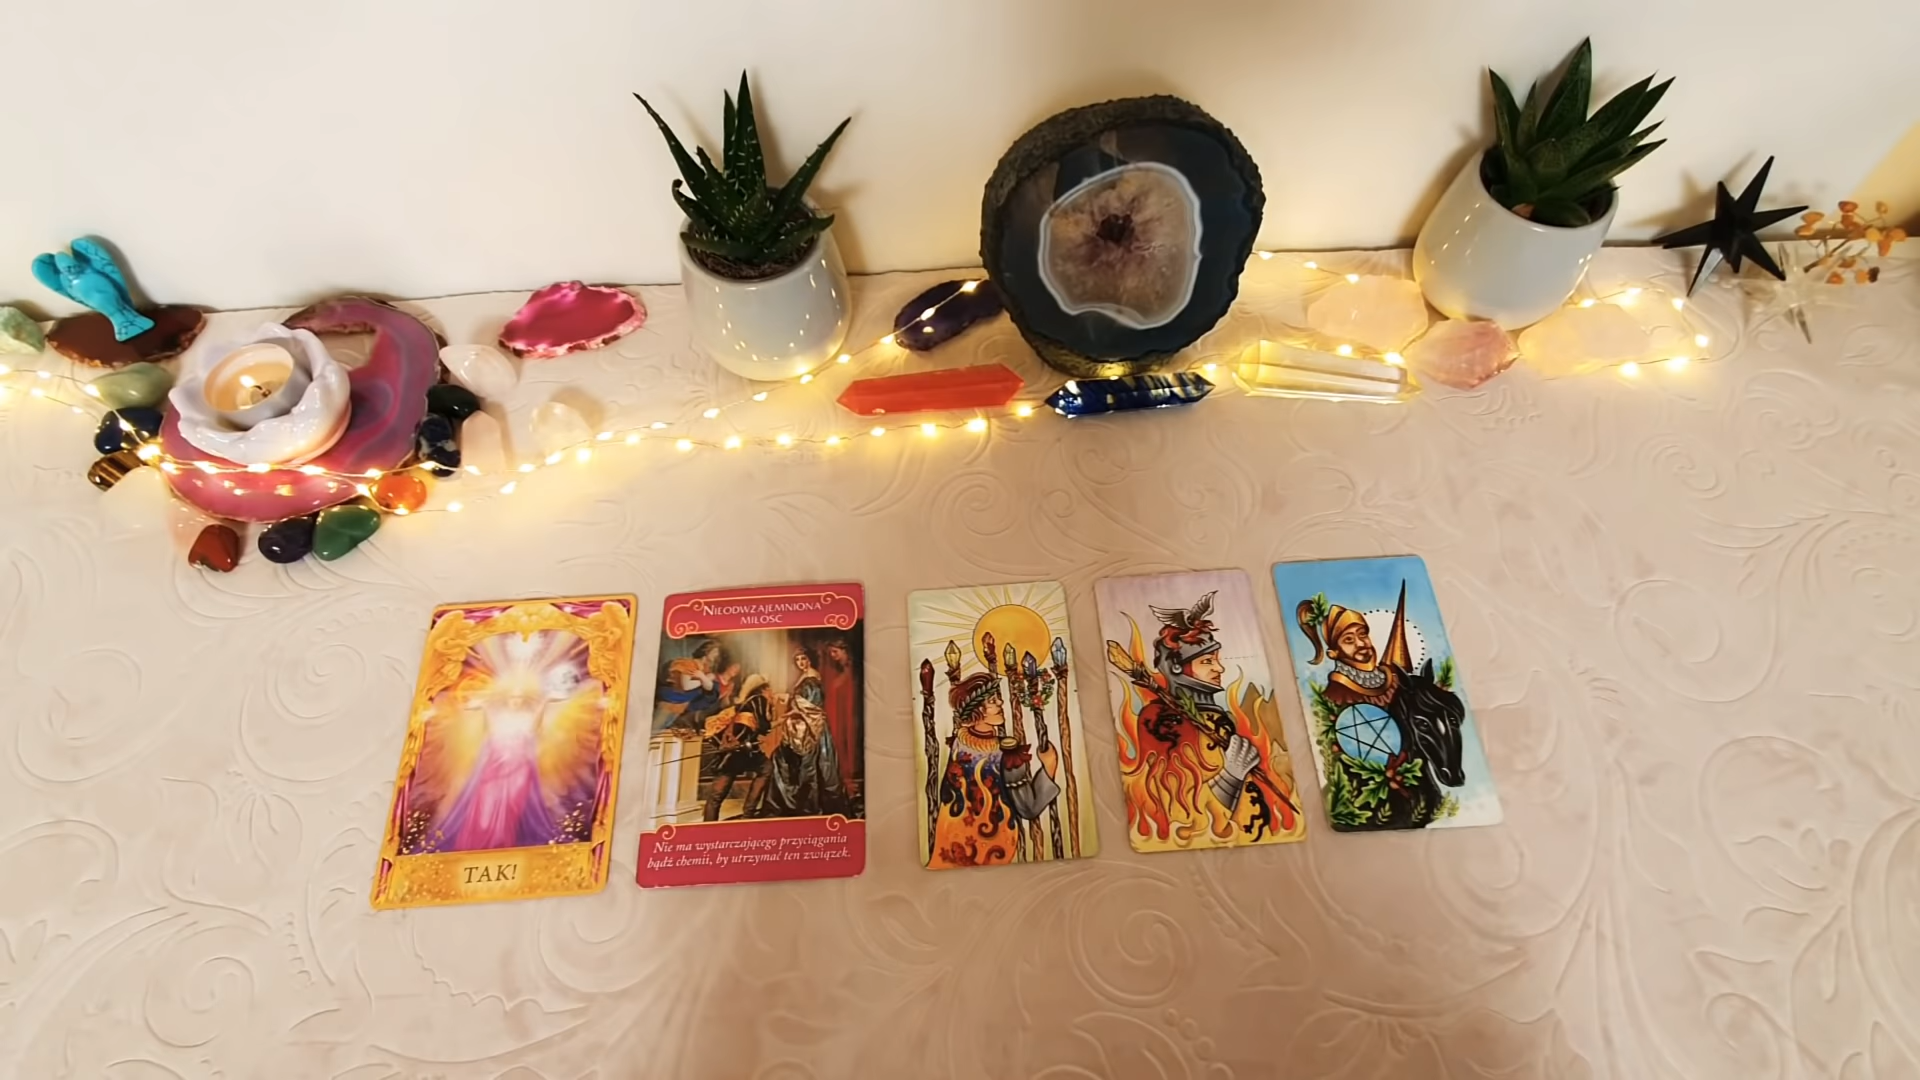 TAK!
NIEODWZAJEMNIONA
MIŁOŚĆ
Nie ma wystarczającego przyciągania
bądź chemii, by utrzymać ten związek.